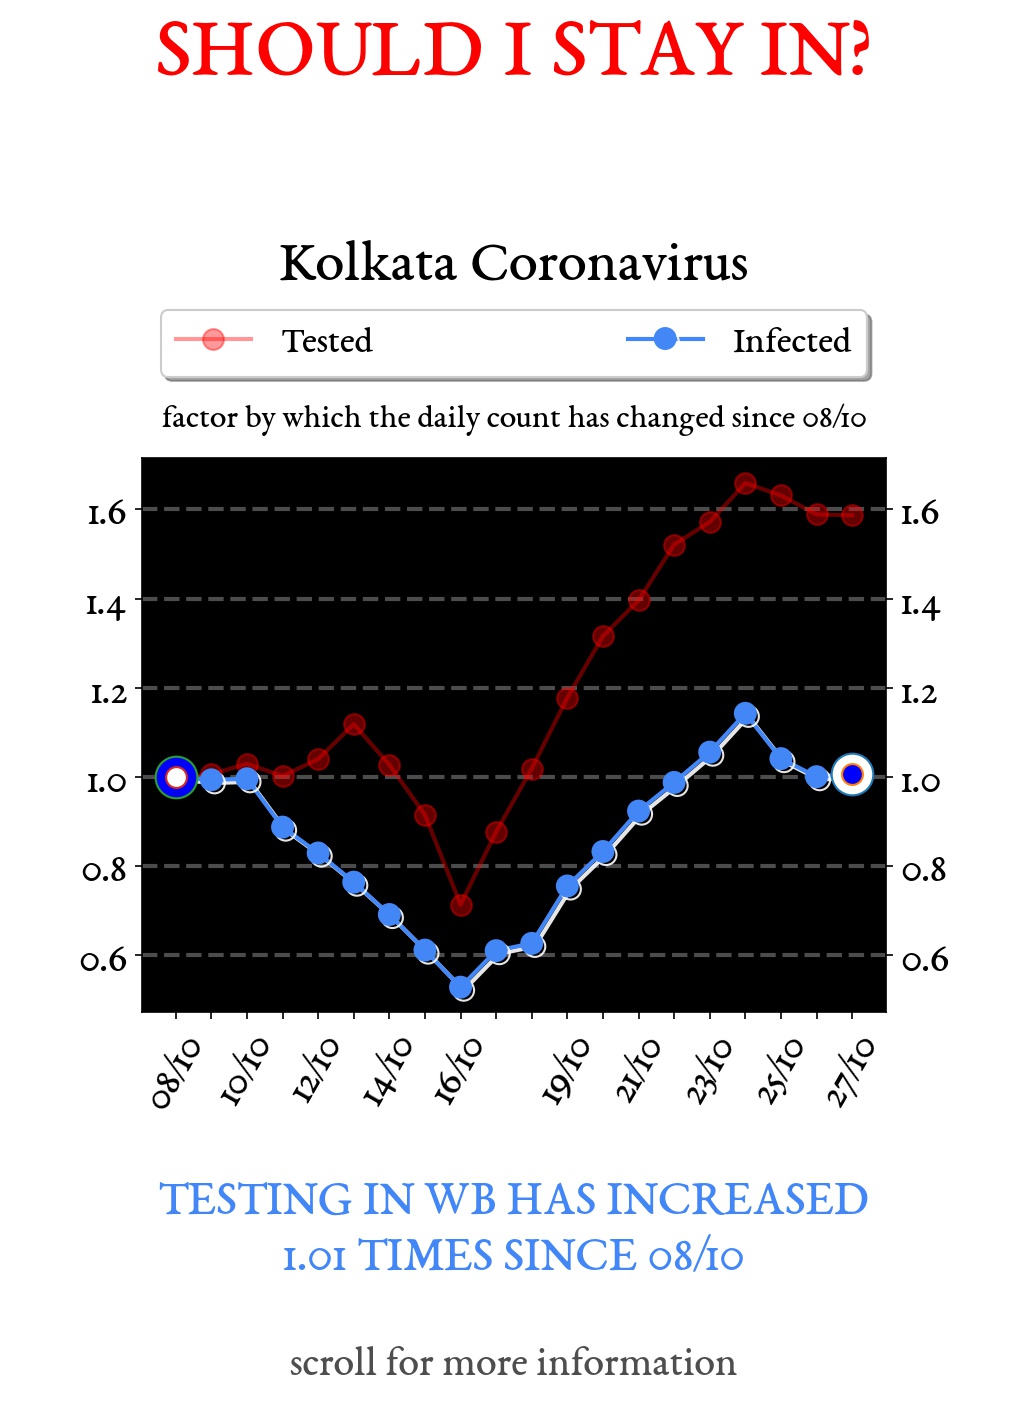 SHOULD I STAY IN?
Kolkata Coronavirus
Tested Infected
factor by which the daily count has changed since 08/10
1.6 1.6
1.4 1.4
1.2 1.2
1.0 1.0
0.8 0.8
0.6 0.6
08/10 10/10 12/10 14/10 16/10 19/10 21/10 23/10 25/10 27/10
TESTING IN WB HAS INCREASED
1.01 TIMES SINCE 08/10
scroll for more information